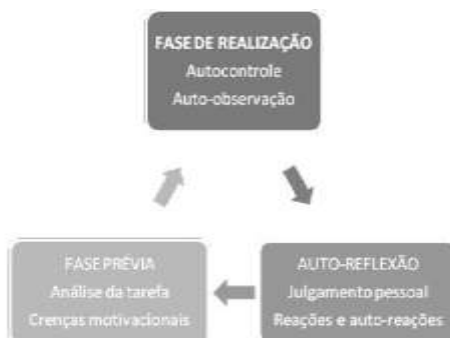 FASE DE REALIZAÇÃO
Autocontrole
Auto-observação
FASE PRÉVIA
Análise da tarefa
Crenças motivacionais
AUTO-REFLEXÃO
Julgamento pessoal
Reações e auto-reações